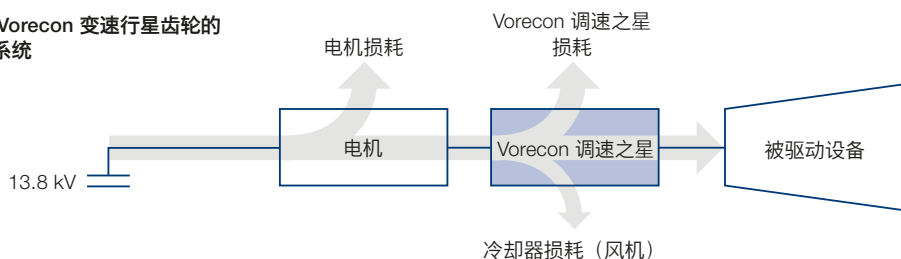 Vorecon 变速行星齿轮的
系统
Vorecon 调速之星
损耗
电机损耗
电机
Vorecon 调速之星
被驱动设备
13.8 kV
冷却器损耗（风机）